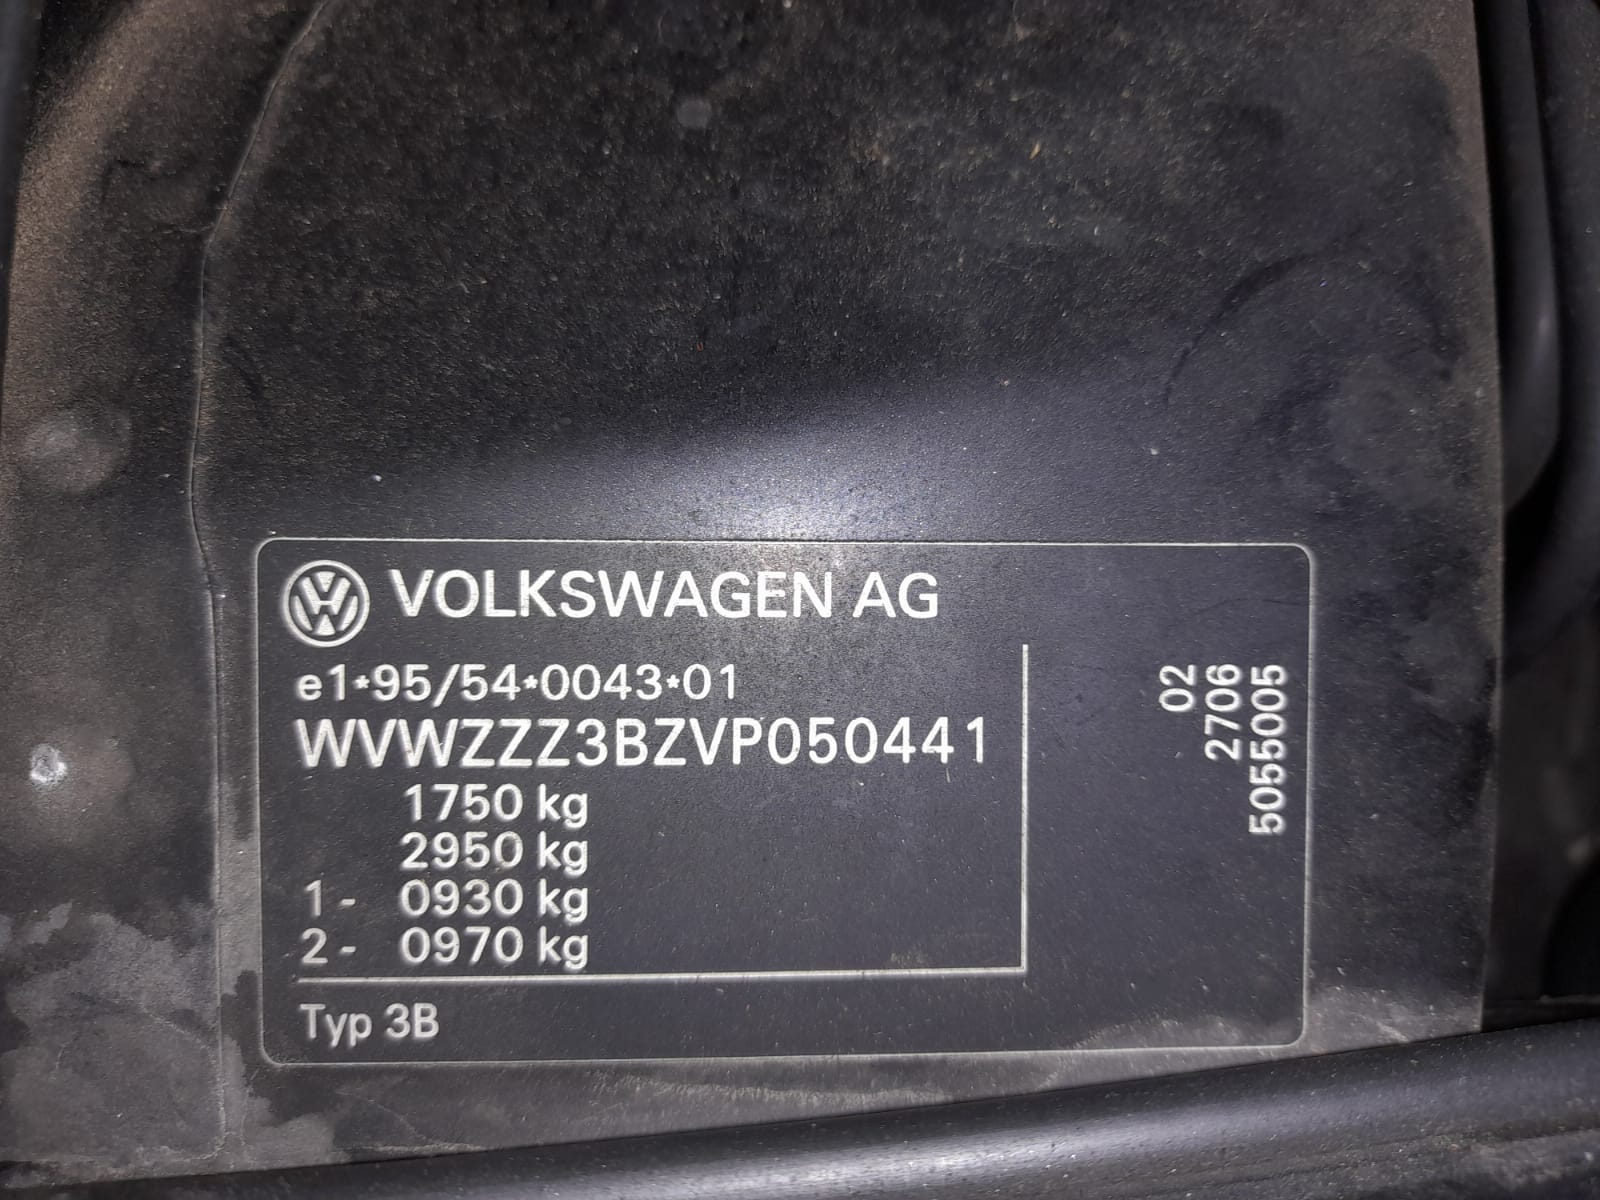 VOLKSWAGEN AG
e1*95/54*0043*01
WVWZZZ3BZVP050441
1750 kg
2950 kg
1- 0930 kg
2- 0970 kg
Typ 3B
02
2706
5055005